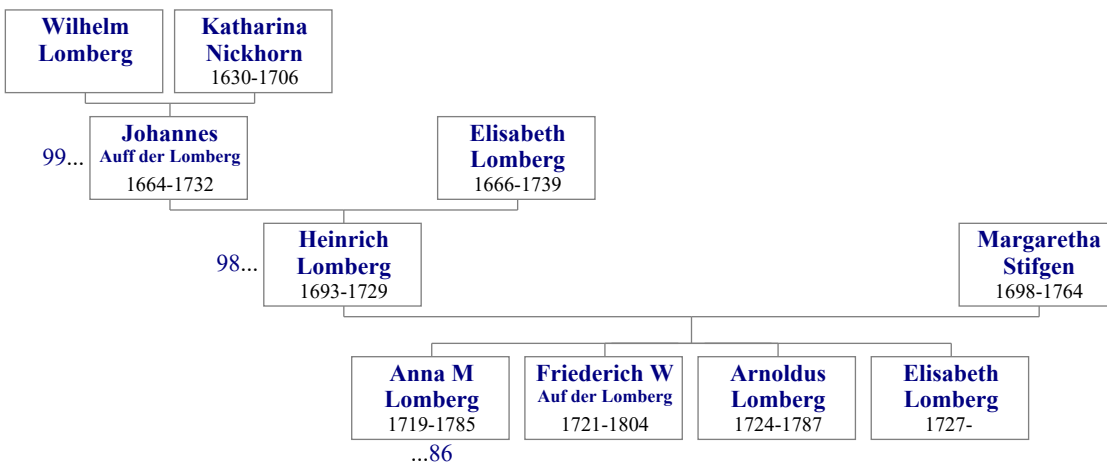 Wilhelm
Lomberg
Katharina
Nickhorn
1630-1706
99...
Johannes
Auff der Lomberg
1664-1732
Elisabeth
Lomberg
1666-1739
98...
Heinrich
Lomberg
1693-1729
Margaretha
Stifgen
1698-1764
Anna M
Lomberg
1719-1785
...86
Friederich W
Auf der Lomberg
1721-1804
Arnoldus
Lomberg
1724-1787
Elisabeth
Lomberg
1727-